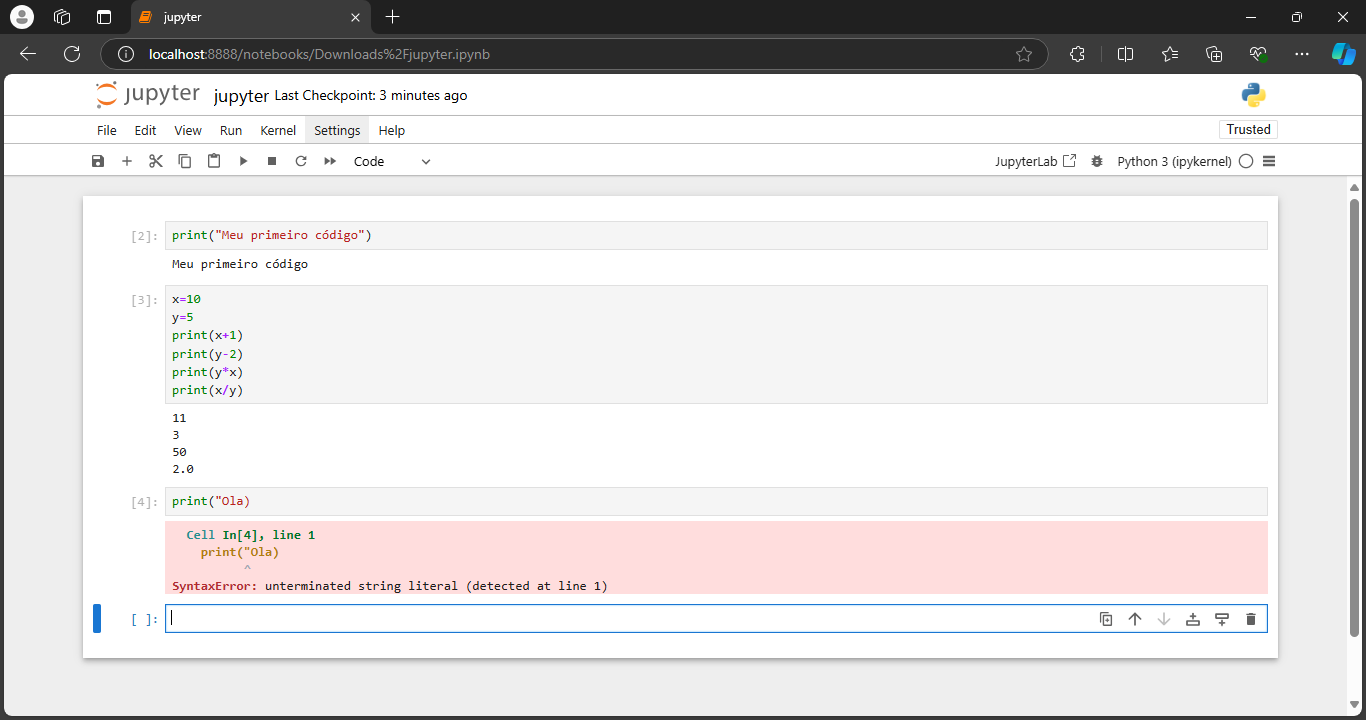 jupyter
localhost:8888/notebooks/Downloads%2Fjupyter.ipynb
jupyter jupyter Last Checkpoint: 3 minutes ago
File Edit View Run Kernel Settings Help Trusted
Code JupyterLab Python 3 (ipykernel)
[2]: print("Meu primeiro código")
Meu primeiro código
[3]: x=10
y=5
print(x+1)
print(y-2)
print(y*x)
print(x/y)
11
3
50
2.0
[4]: print("Ola)
Cell In[4], line 1
print("Ola)
^
SyntaxError: unterminated string literal (detected at line 1)
[ ]: